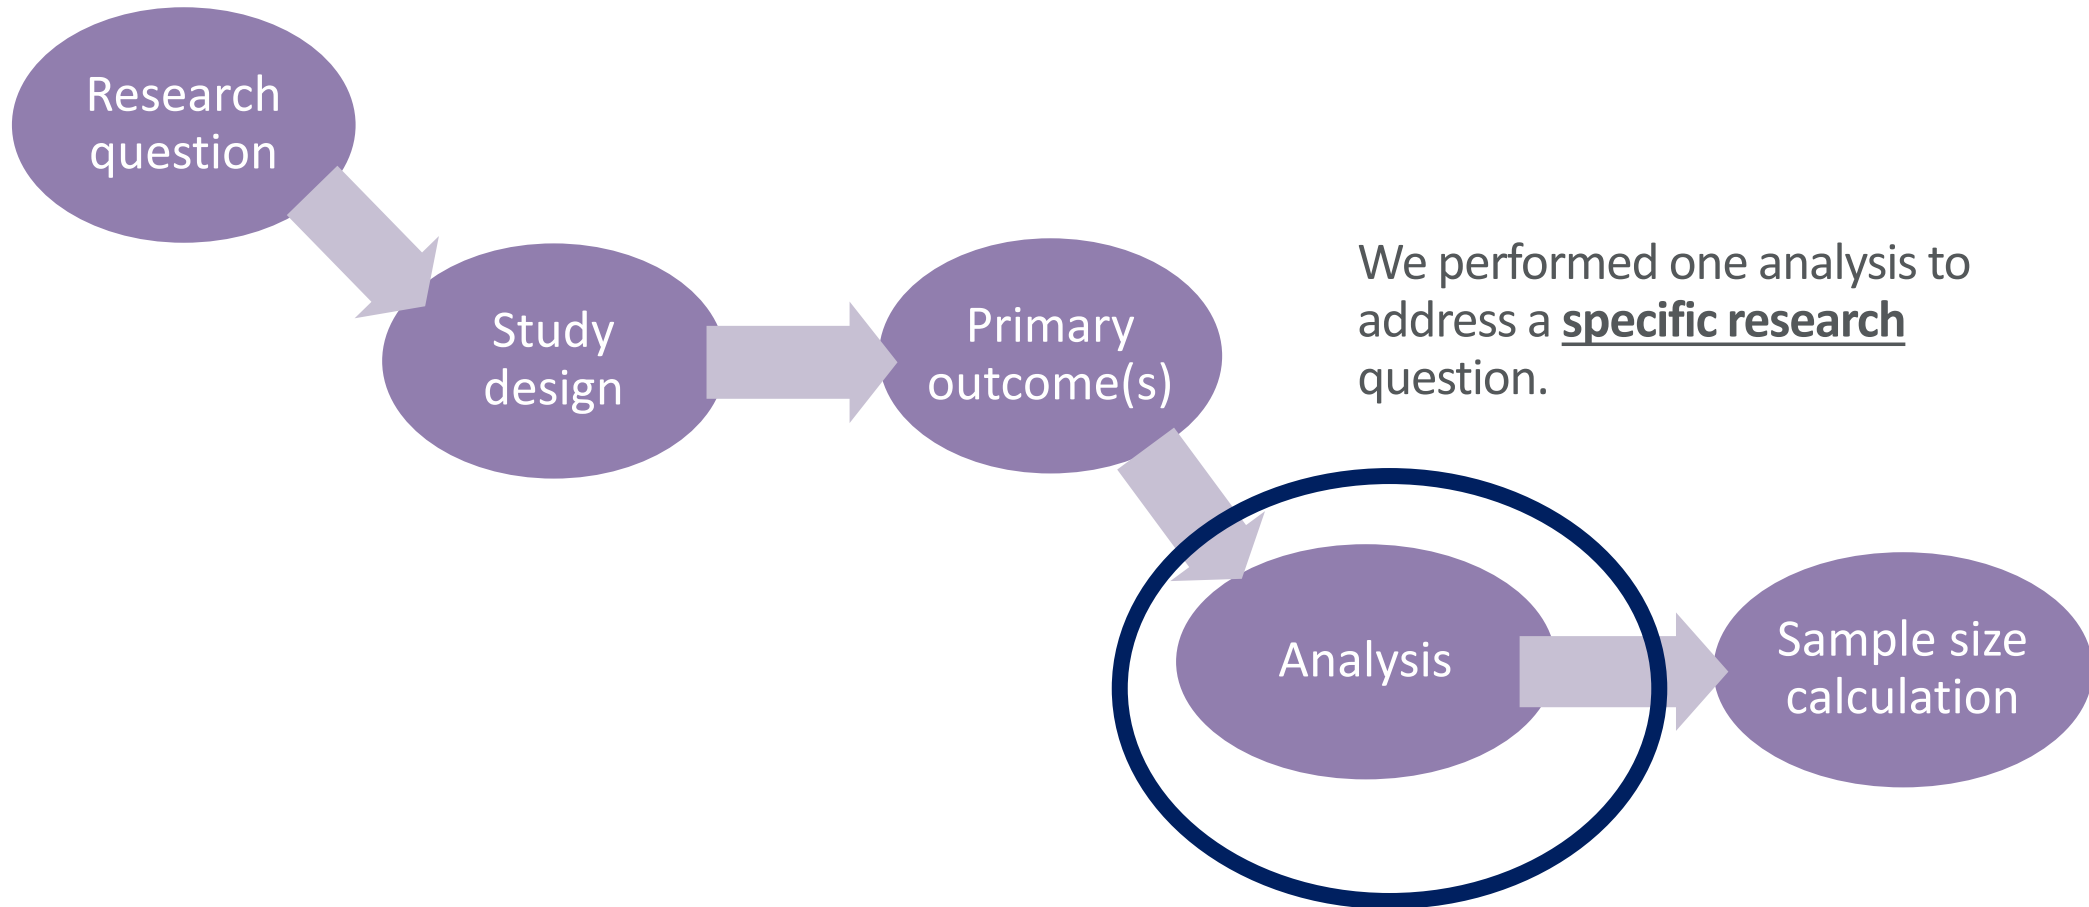 Research
question
Study
design
Primary
outcome(s)
We performed one analysis to
address a specific research
question.
Analysis
Sample size
calculation